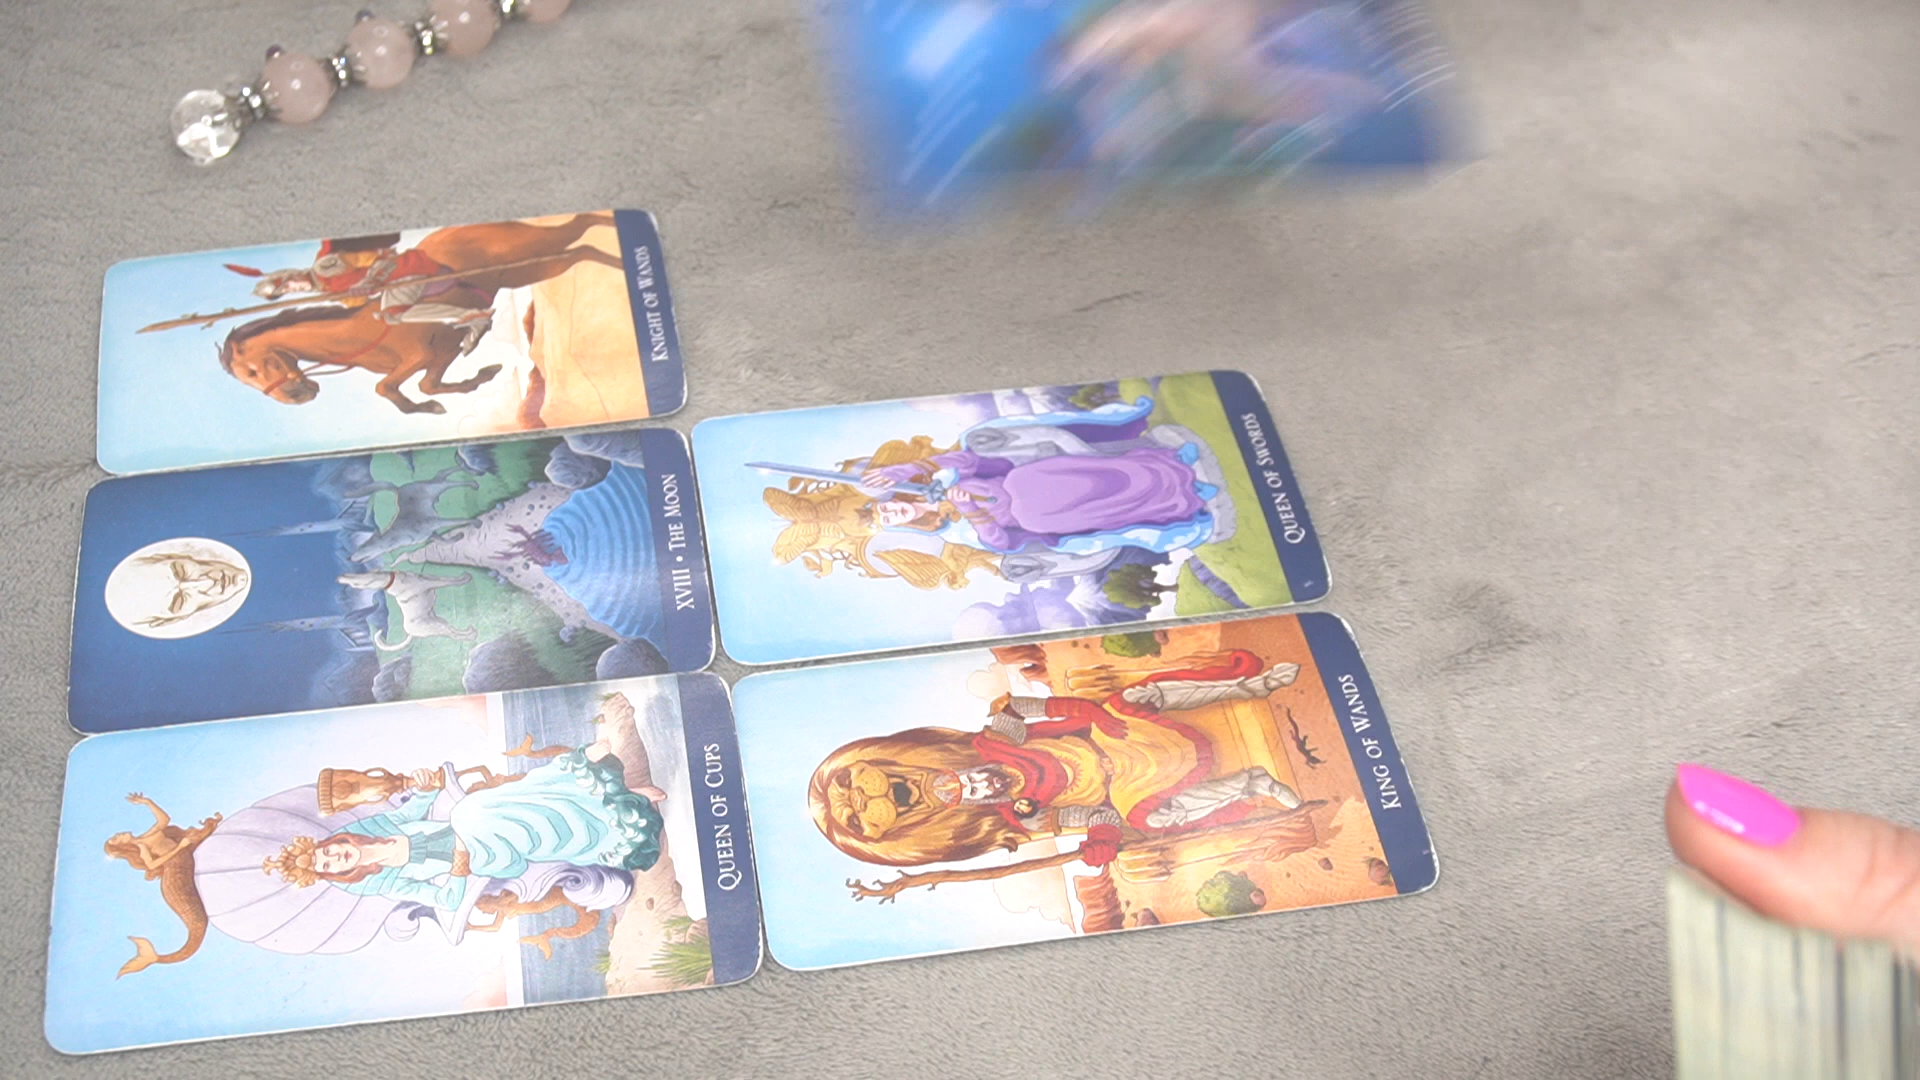 KNIGHT OF WANDS
XVIII • THE MOON
QUEEN OF SWORDS
QUEEN OF CUPS
KING OF WANDS